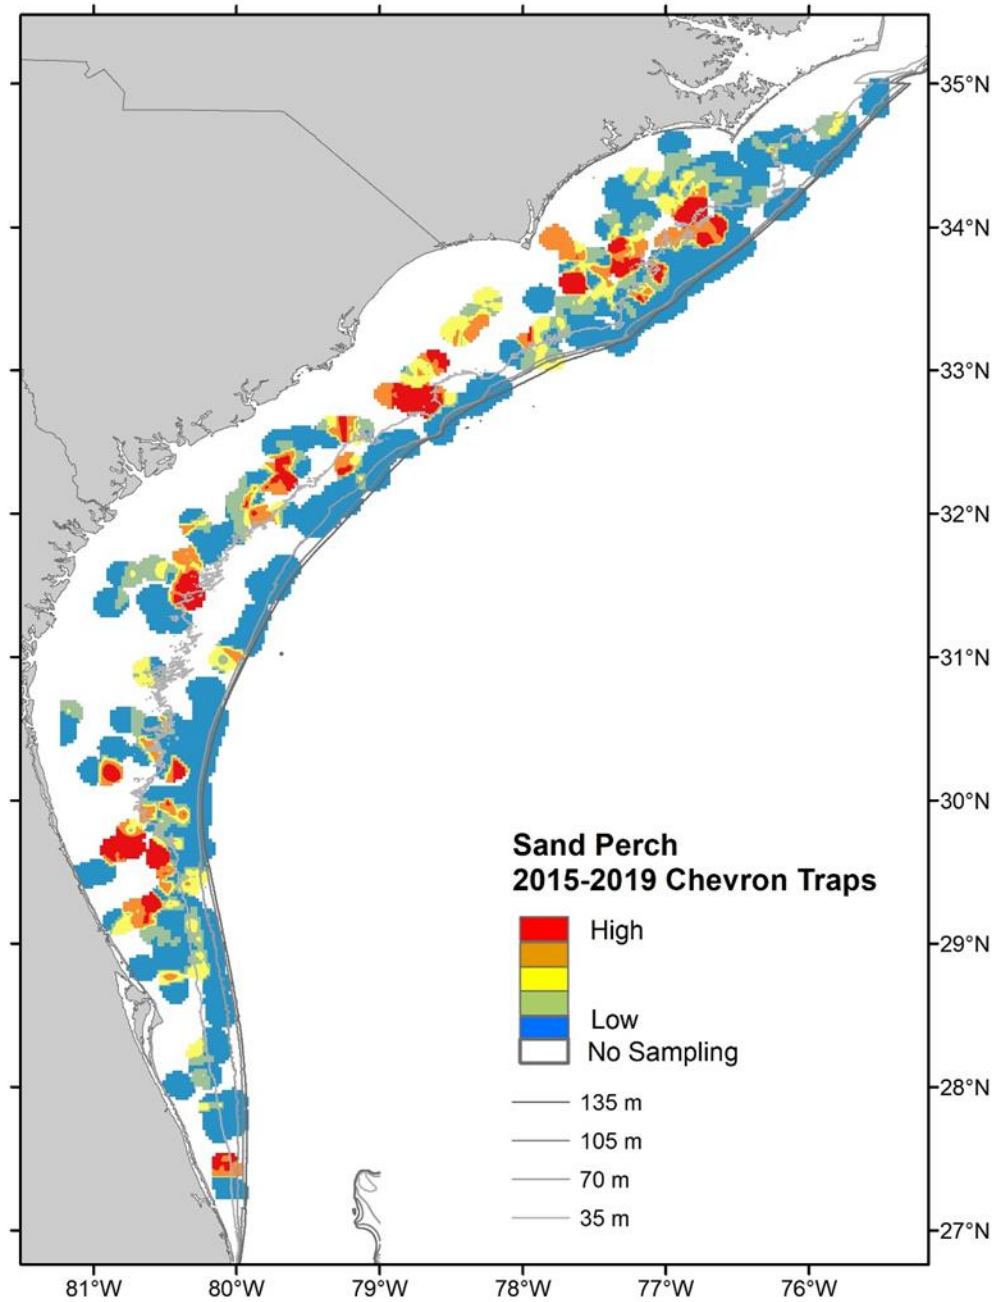 35°N
34°N
33°N
32°N
31°N
30°N
Sand Perch
2015-2019 Chevron Traps
High
29°N
Low
No Sampling
28°N
135 m
105 m
70 m
35 m
27°N
81°W 80°W 79°W 78°W 77°W 76°W